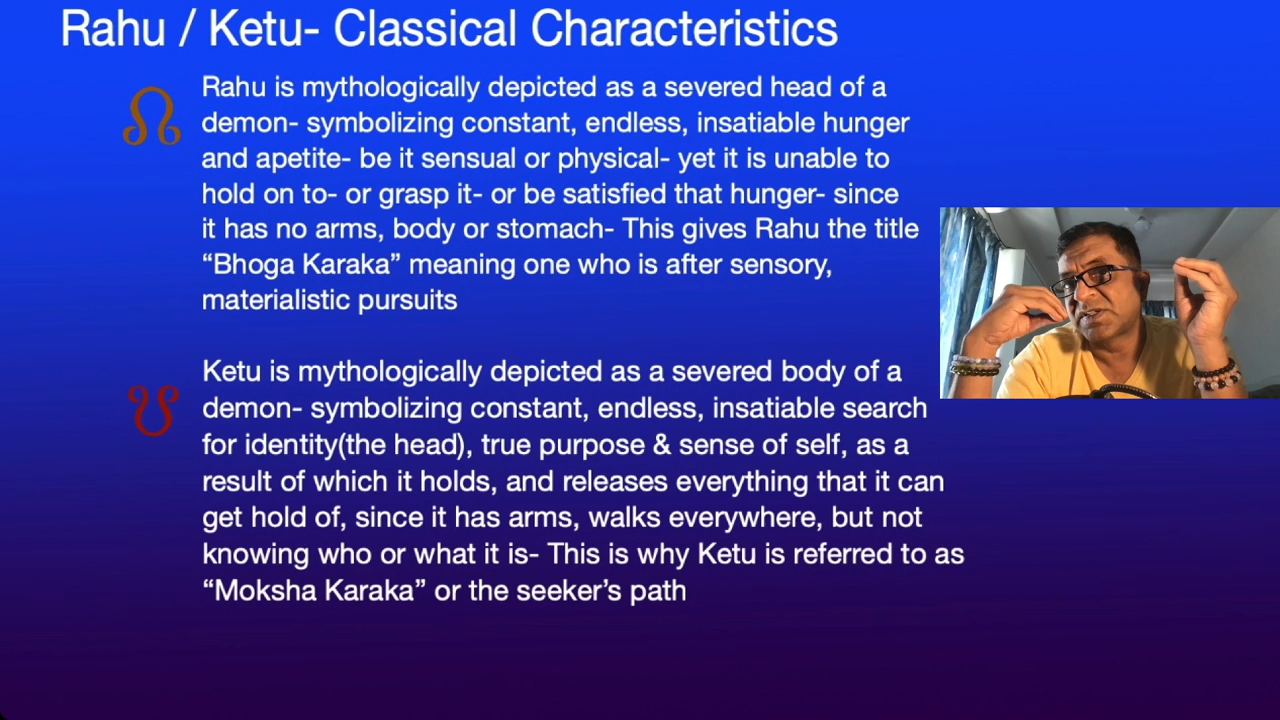 Rahu / Ketu- Classical Characteristics
Rahu is mythologically depicted as a severed head of a
demon- symbolizing constant, endless, insatiable hunger
and apetite- be it sensual or physical- yet it is unable to
hold on to- or grasp it- or be satisfied that hunger- since
it has no arms, body or stomach- This gives Rahu the title
“Bhoga Karaka” meaning one who is after sensory,
materialistic pursuits
Ketu is mythologically depicted as a severed body of a
demon- symbolizing constant, endless, insatiable search
for identity(the head), true purpose & sense of self, as a
result of which it holds, and releases everything that it can
get hold of, since it has arms, walks everywhere, but not
knowing who or what it is- This is why Ketu is referred to as
“Moksha Karaka” or the seeker’s path